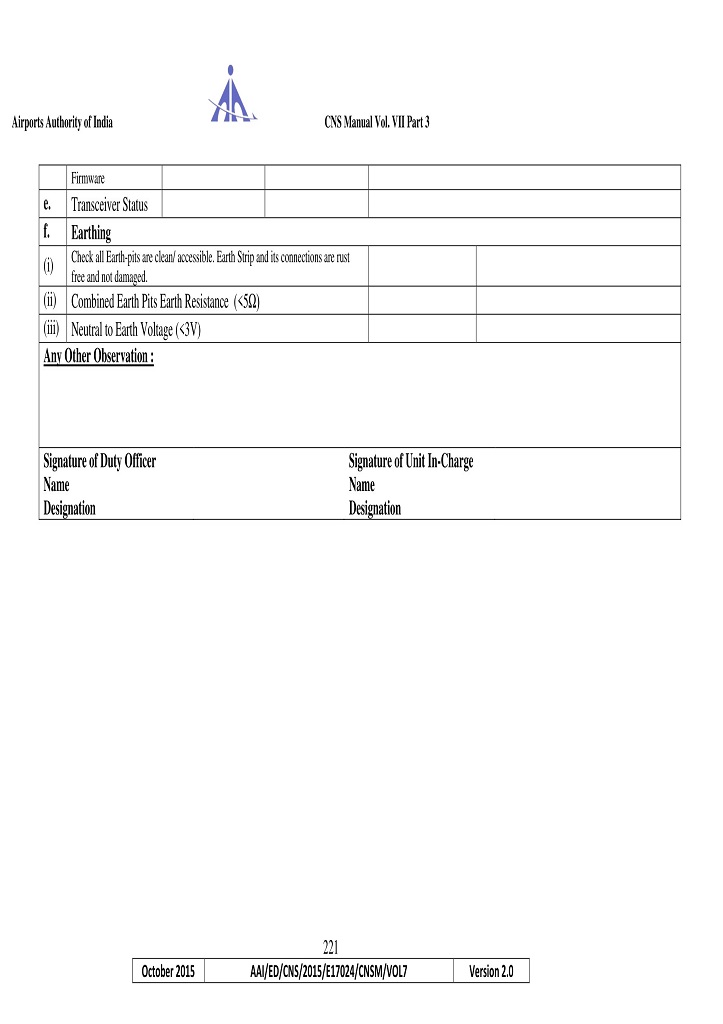 Airports Authority of India CNS Manual Vol. VII Part 3
Firmware
e. Transceiver Status
f. Earthing
(i) Check all Earth-pits are clean/ accessible. Earth Strip and its connections are rust
free and not damaged.
(ii) Combined Earth Pits Earth Resistance (<5Ω)
(iii) Neutral to Earth Voltage (<3V)
Any Other Observation :
Signature of Duty Officer Signature of Unit In-Charge
Name Name
Designation Designation
221
October 2015 AAI/ED/CNS/2015/E17024/CNSM/VOL7 Version 2.0